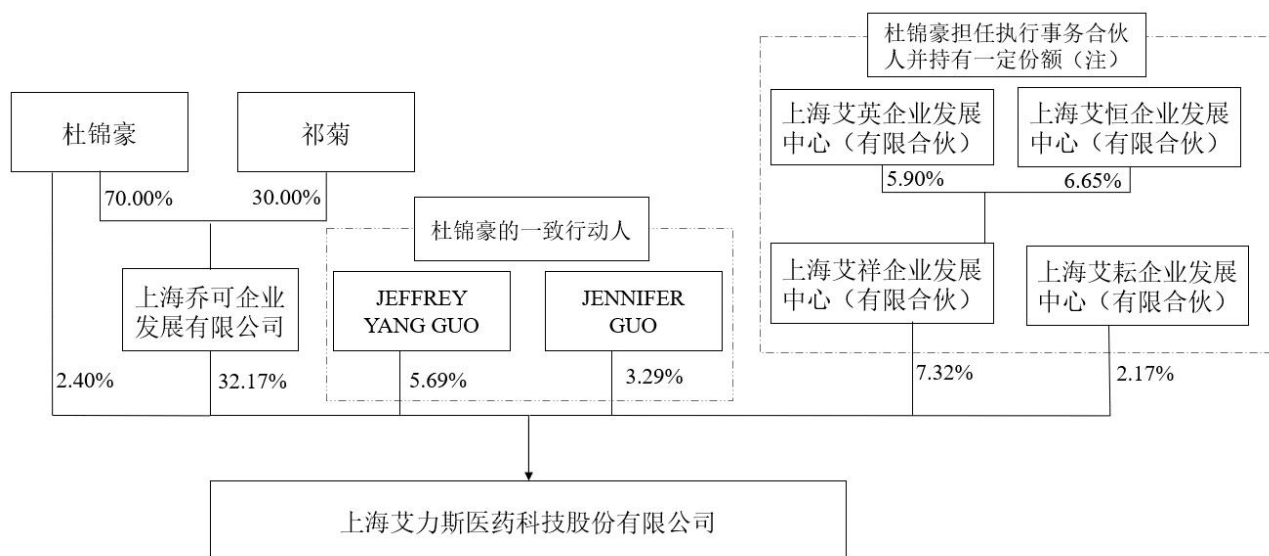 杜锦豪担任执行事务合伙
人并持有一定份额（注）
杜锦豪
祁菊
上海艾英企业发展
中心（有限合伙）
上海艾恒企业发展
中心（有限合伙）
70.00%
30.00%
5.90%
6.65%
杜锦豪的一致行动人
上海乔可企业
发展有限公司
JEFFREY
YANG GUO
JENNIFER
GUO
上海艾祥企业发展
中心（有限合伙）
上海艾耘企业发展
中心（有限合伙）
2.40%
32.17%
5.69%
3.29%
7.32%
2.17%
上海艾力斯医药科技股份有限公司